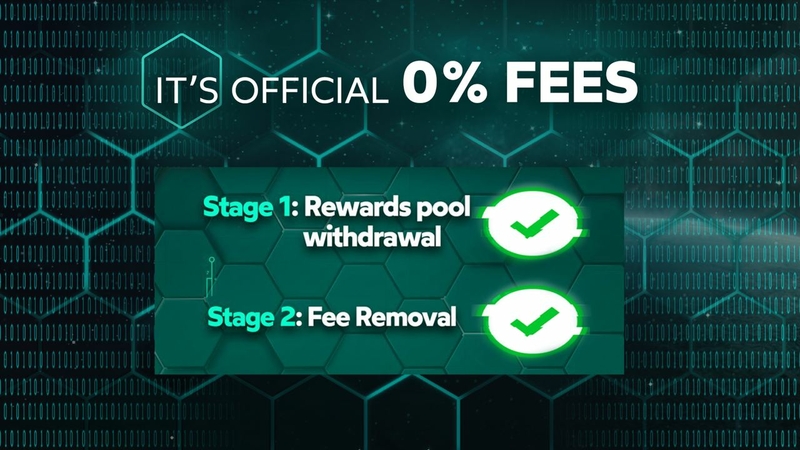 IT'S OFFICIAL 0% FEES
Stage 1: Rewards pool
withdrawal
Stage 2: Fee Removal